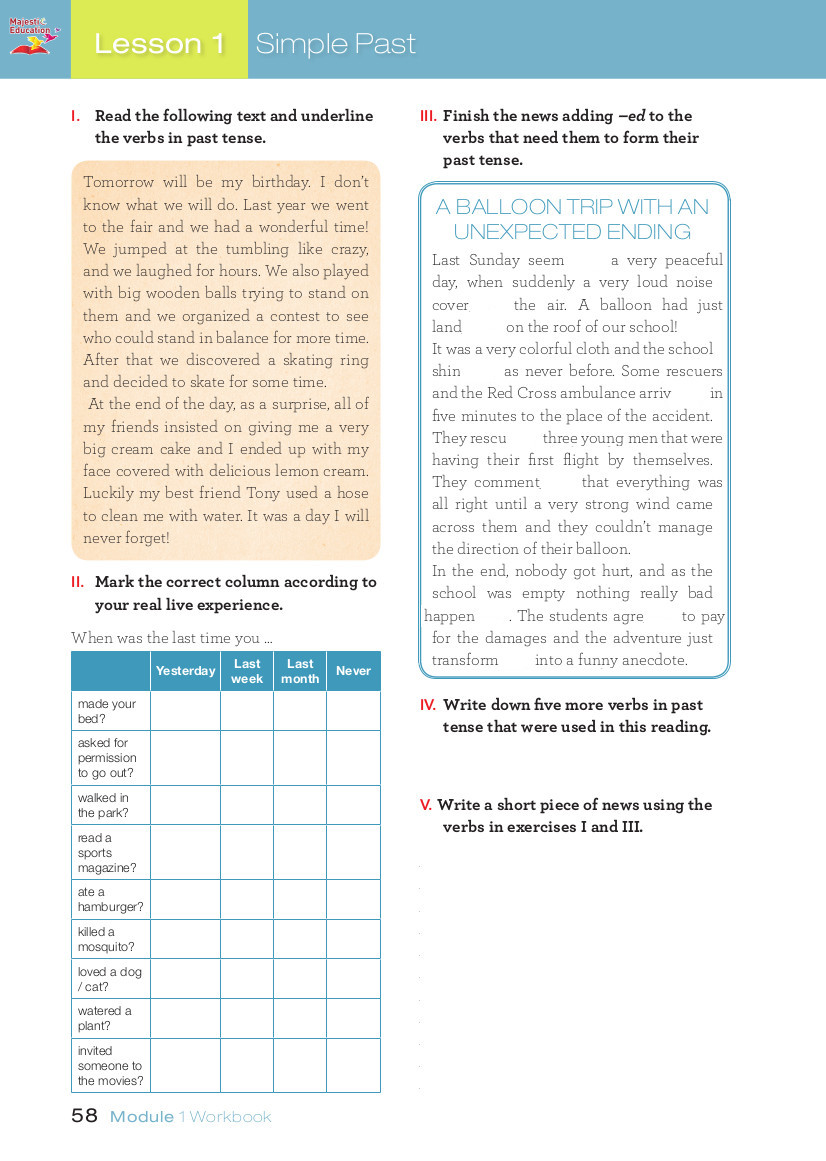 Majestic
Education
Lesson 1 Simple Past
I. Read the following text and underline
the verbs in past tense.
Tomorrow will be my birthday. I don't
know what we will do. Last year we went
to the fair and we had a wonderful time!
We jumped at the tumbling like crazy,
and we laughed for hours. We also played
with big wooden balls trying to stand on
them and we organized a contest to see
who could stand in balance for more time.
After that we discovered a skating ring
and decided to skate for some time.
At the end of the day, as a surprise, all of
my friends insisted on giving me a very
big cream cake and I ended up with my
face covered with delicious lemon cream.
Luckily my best friend Tony used a hose
to clean me with water. It was a day I will
never forget!
II. Mark the correct column according to
your real live experience.
When was the last time you ...
Yesterday Last week Last month Never
made your
bed?
asked for
permission
to go out?
walked in
the park?
read a
sports
magazine?
ate a
hamburger?
killed a
mosquito?
loved a dog
/ cat?
watered a
plant?
invited
someone to
the movies?
III. Finish the news adding –ed to the
verbs that need them to form their
past tense.
A BALLOON TRIP WITH AN
UNEXPECTED ENDING
Last Sunday seem a very peaceful
day, when suddenly a very loud noise
cover the air. A balloon had just
land on the roof of our school!
It was a very colorful cloth and the school
shin as never before. Some rescuers
and the Red Cross ambulance arriv in
five minutes to the place of the accident.
They rescu three young men that were
having their first flight by themselves.
They comment that everything was
all right until a very strong wind came
across them and they couldn't manage
the direction of their balloon.
In the end, nobody got hurt, and as the
school was empty nothing really bad
happen . The students agre to pay
for the damages and the adventure just
transform into a funny anecdote.
IV. Write down five more verbs in past
tense that were used in this reading.
V. Write a short piece of news using the
verbs in exercises I and III.
58 Module 1 Workbook